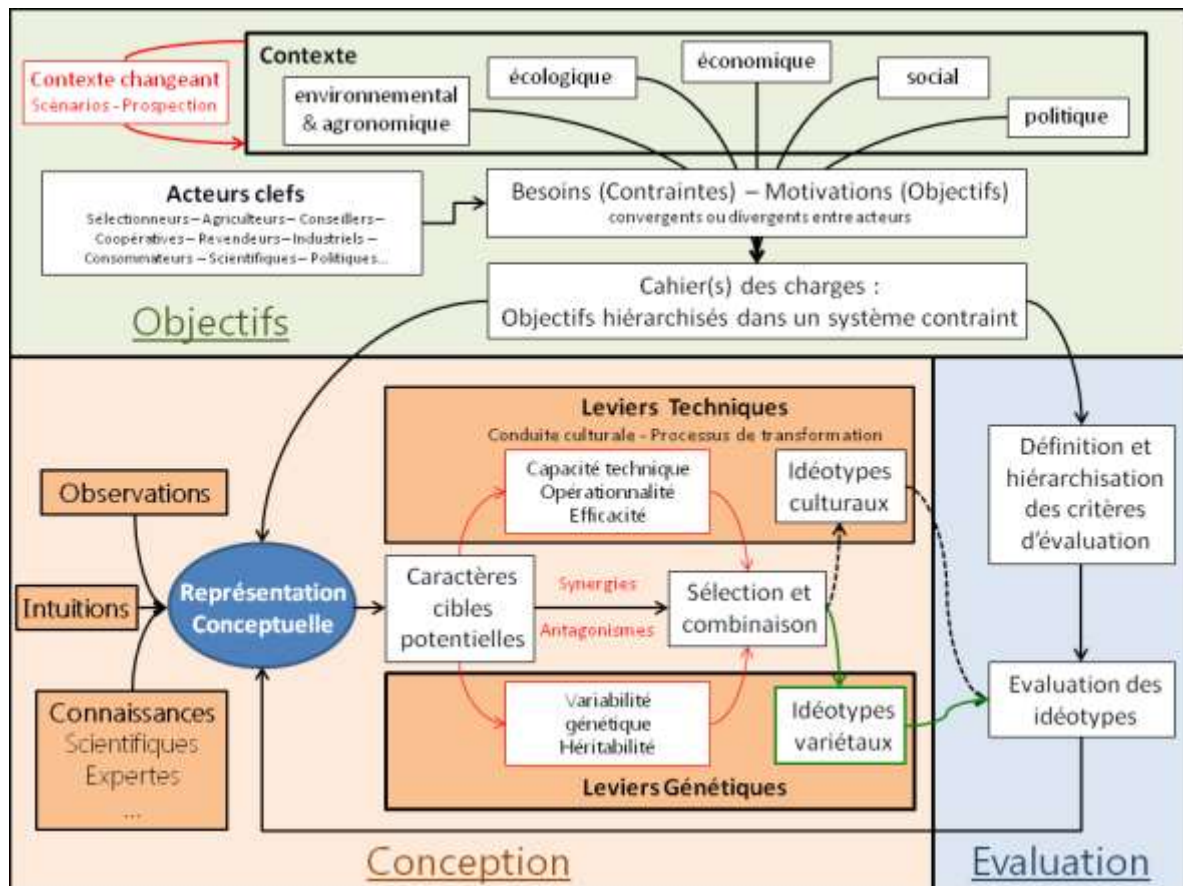 Contexte changeant
Scénarios - Prospection
Contexte
environnemental
& agronomique
écologique
économique
social
politique
Acteurs clefs
Sélectionneurs – Agriculteurs – Conseillers –
Coopératives – Revendeurs – Industriels –
Consommateurs – Scientifiques – Politiques...
Besoins (Contraintes) – Motivations (Objectifs)
convergents ou divergents entre acteurs
Cahier(s) des charges :
Objectifs hiérarchisés dans un système contraint
Objectifs
Observations
Intuitions
Connaissances
Scientifiques
Expertes
...
Représentation
Conceptuelle
Leviers Techniques
Conduite culturale - Processus de transformation
Capacité technique
Opérationnalité
Efficacité
Idéotypes
culturaux
Caractères
cibles
potentielles
Synergies
Antagonismes
Sélection et
combinaison
Variabilité
génétique
Héritabilité
Idéotypes
variétaux
Leviers Génétiques
Conception
Définition et
hiérarchisation
des critères
d'évaluation
Evaluation des
idéotypes
Evaluation